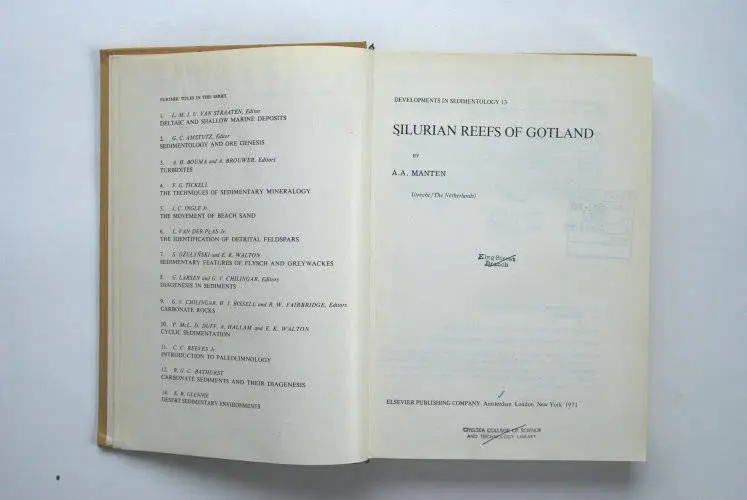 FURTHER TITLES IN THIS SERIES
1. L. M. J. U. VAN STRAATEN, Editor
DELTAIC AND SHALLOW MARINE DEPOSITS
2. G. C. AMSTUTZ, Editor
SEDIMENTOLOGY AND ORE GENESIS
3. A. H. BOUMA and A. BROUWER, Editors
TURBIDITES
4. F. G. TICKELL
THE TECHNIQUES OF SEDIMENTARY MINERALOGY
5. J. C. INGLE Jr.
THE MOVEMENT OF BEACH SAND
6. L. VAN DER PLAS Jr.
THE IDENTIFICATION OF DETRITAL FELDSPARS
7. S. DZUŁYŃSKI and E. K. WALTON
SEDIMENTARY FEATURES OF FLYSCH AND GREYWACKES
8. G. LARSEN and G. V. CHILINGAR, Editors
DIAGENESIS IN SEDIMENTS
9. G. V. CHILINGAR, H. J. BISSELL and R. W. FAIRBRIDGE, Editors
CARBONATE ROCKS
10. P. McL. D. DUFF, A. HALLAM and E. K. WALTON
CYCLIC SEDIMENTATION
11. C. C. REEVES Jr.
INTRODUCTION TO PALEOLIMNOLOGY
12. R. G. C. BATHURST
CARBONATE SEDIMENTS AND THEIR DIAGENESIS
14. K. W. GLENNIE
DESERT SEDIMENTARY ENVIRONMENTS
DEVELOPMENTS IN SEDIMENTOLOGY 13
SILURIAN REEFS OF GOTLAND
BY
A.A. MANTEN
Utrecht (The Netherlands)
King Street
Branch
ELSEVIER PUBLISHING COMPANY Amsterdam, London, New York 1971
CHELSEA COLLEGE OF SCIENCE
AND TECHNOLOGY LIBRARY